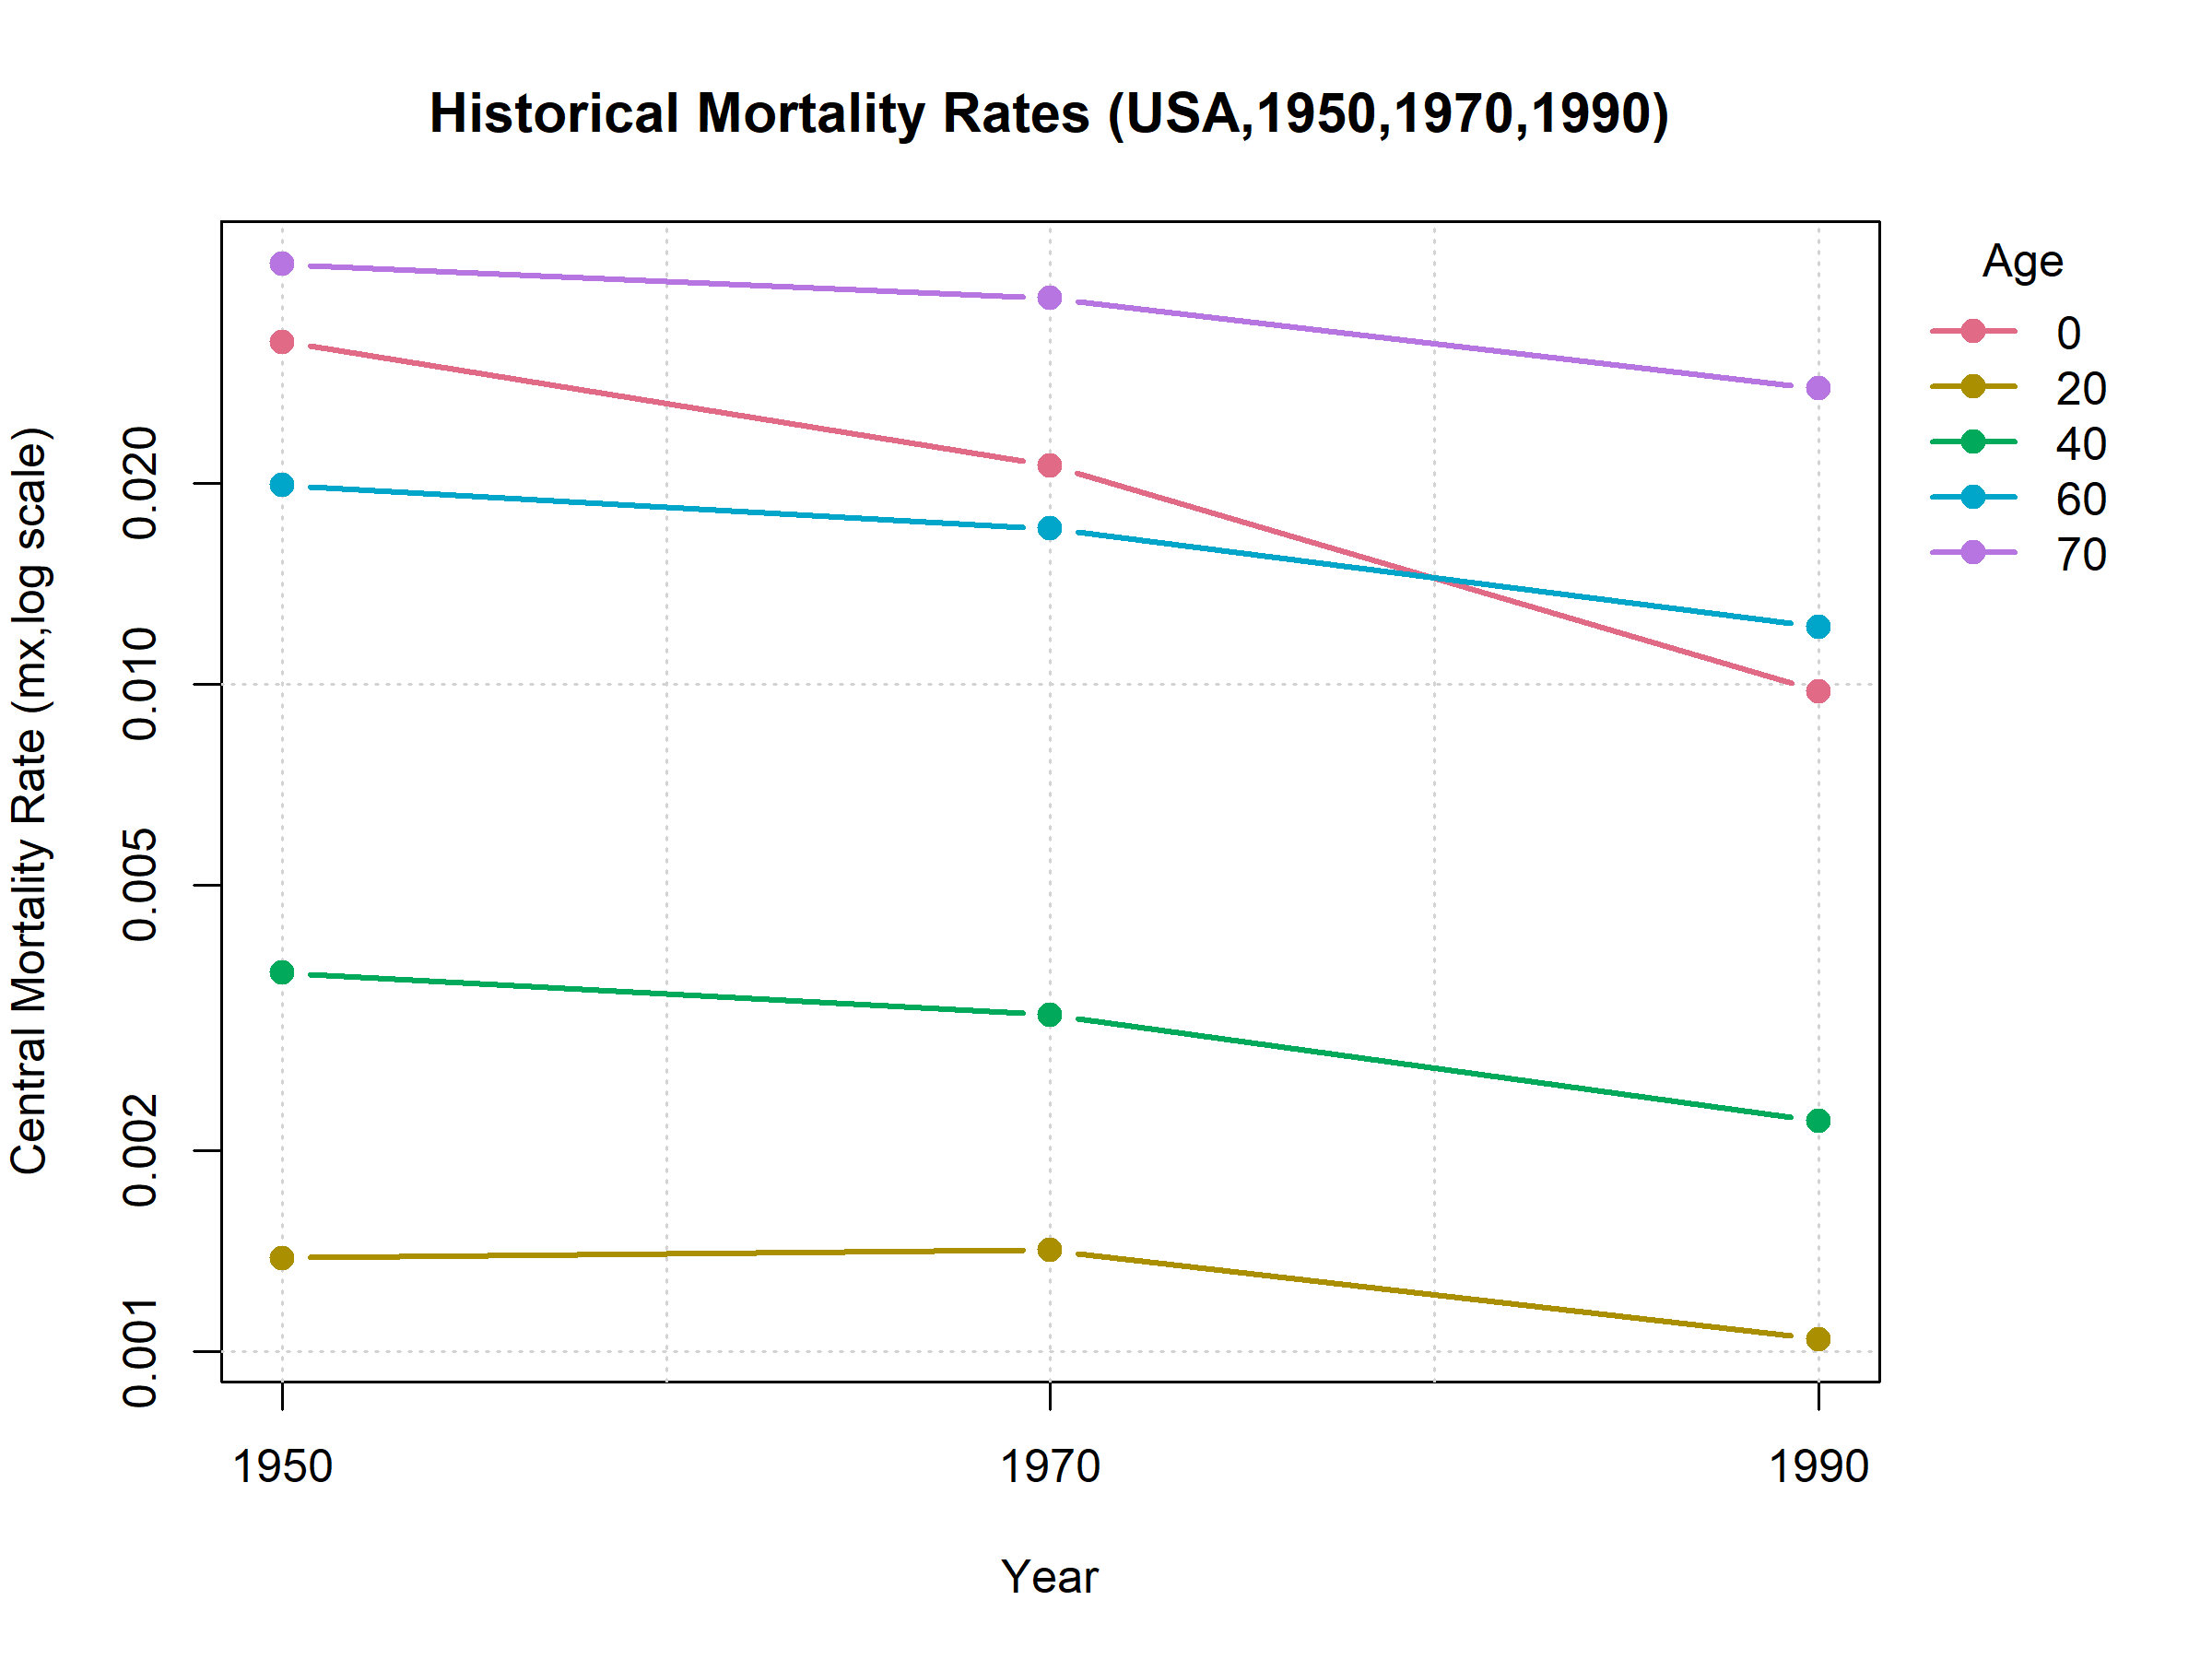 Historical Mortality Rates (USA,1950,1970,1990)
Central Mortality Rate (mx,log scale)
0.020
0.010
0.005
0.002
0.001
1950 1970 1990
Year
Age
0
20
40
60
70